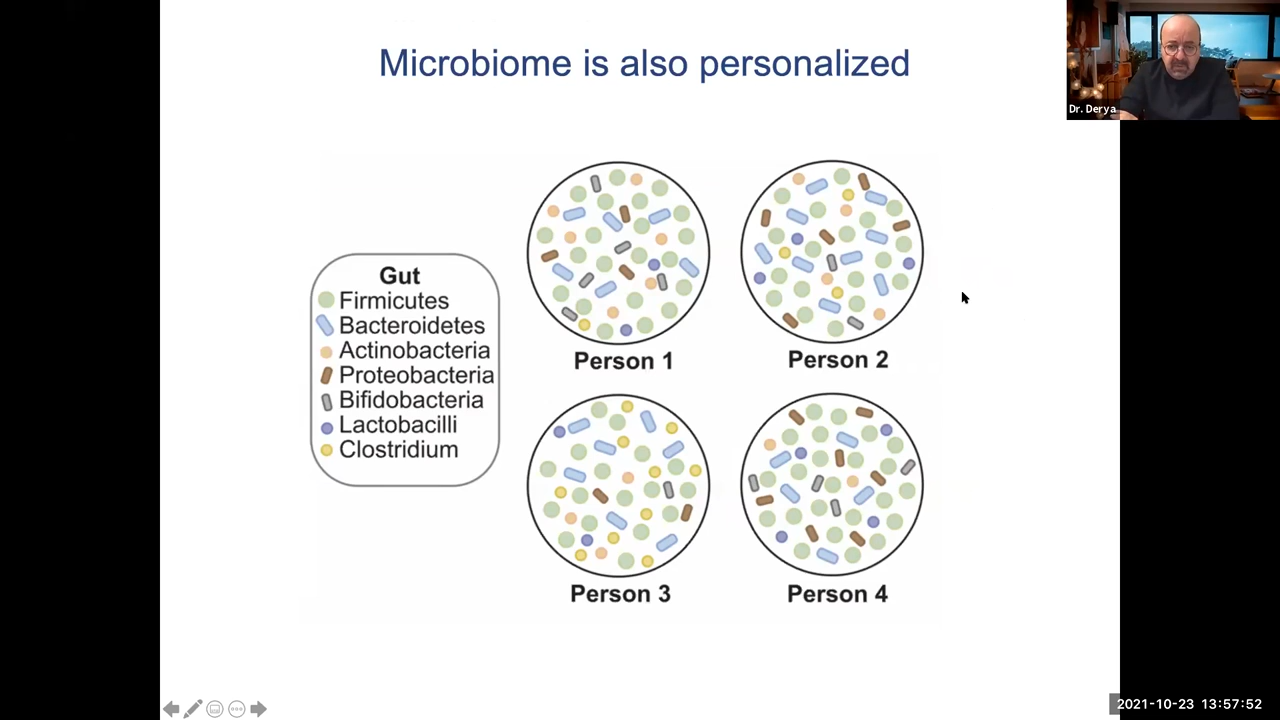 Microbiome is also personalized
Dr. Derya
Gut
Firmicutes
Bacteroidetes
Actinobacteria
Proteobacteria
Bifidobacteria
Lactobacilli
Clostridium
Person 1
Person 2
Person 3
Person 4
2021-10-23 13:57:52